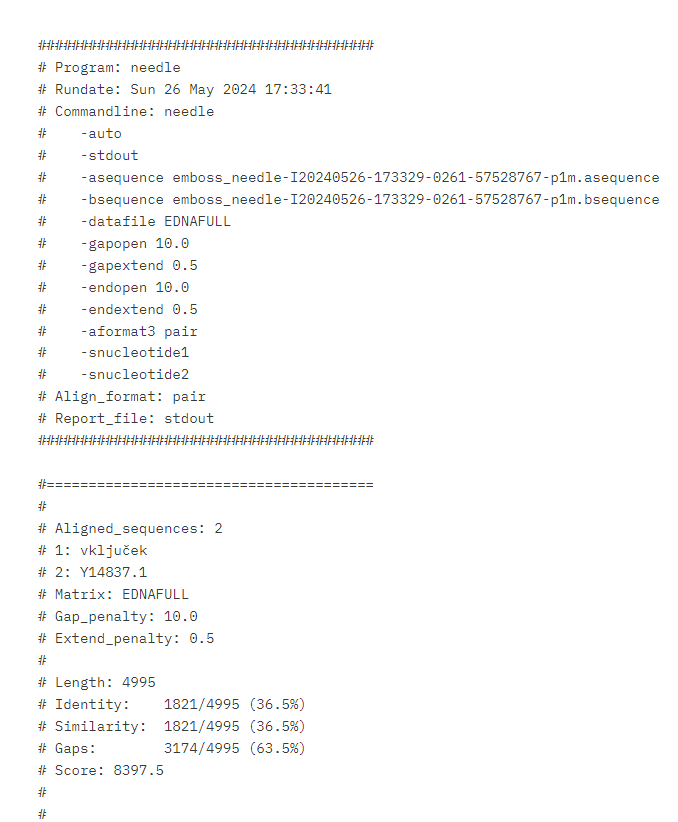 ########################################
# Program: needle
# Rundate: Sun 26 May 2024 17:33:41
# Commandline: needle
#    -auto
#    -stdout
#    -asequence emboss_needle-I20240526-173329-0261-57528767-p1m.asequence
#    -bsequence emboss_needle-I20240526-173329-0261-57528767-p1m.bsequence
#    -datafile EDNAFULL
#    -gapopen 10.0
#    -gapextend 0.5
#    -endopen 10.0
#    -endextend 0.5
#    -aformat3 pair
#    -snucleotide1
#    -snucleotide2
# Align_format: pair
# Report_file: stdout
########################################
#=======================================
#
# Aligned_sequences: 2
# 1: vključek
# 2: Y14837.1
# Matrix: EDNAFULL
# Gap_penalty: 10.0
# Extend_penalty: 0.5
#
# Length: 4995
# Identity:    1821/4995 (36.5%)
# Similarity:  1821/4995 (36.5%)
# Gaps:        3174/4995 (63.5%)
# Score: 8397.5
#
#